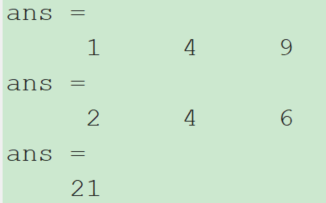 ans =
1 4 9
ans =
2 4 6
ans =
21